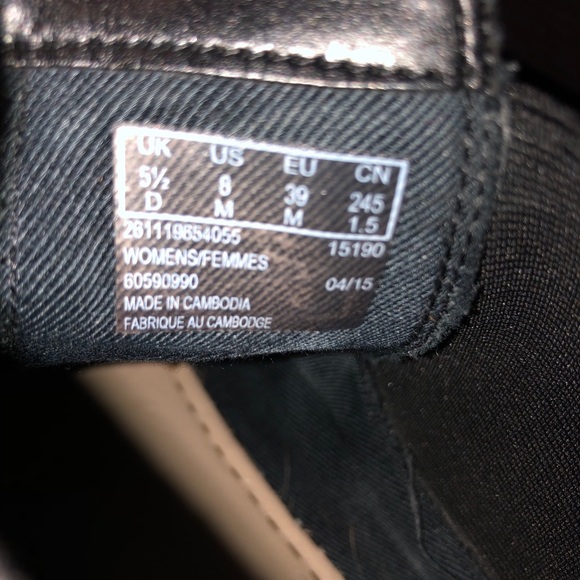 UK US EU CN
5½ 8 39 245
D M M 1.5
261119654055 15190
WOMENS/FEMMES
60590990 04/15
MADE IN CAMBODIA
FABRIQUE AU CAMBODGE